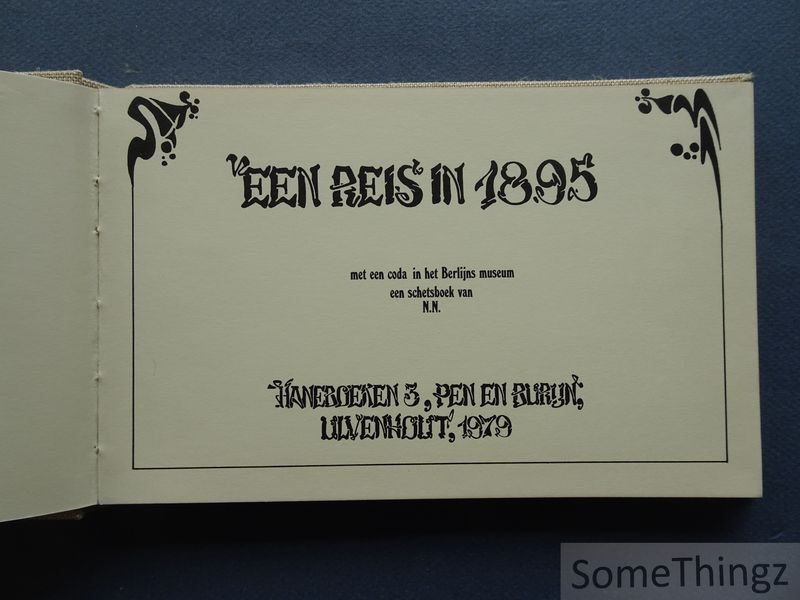 EEN REIS IN 1895
met een coda in het Berlijns museum
een schetsboek van
N.N.
HANEBOEKEN 3, PEN EN BURIJN,
ULVENHOUT, 1979
SomeThingz